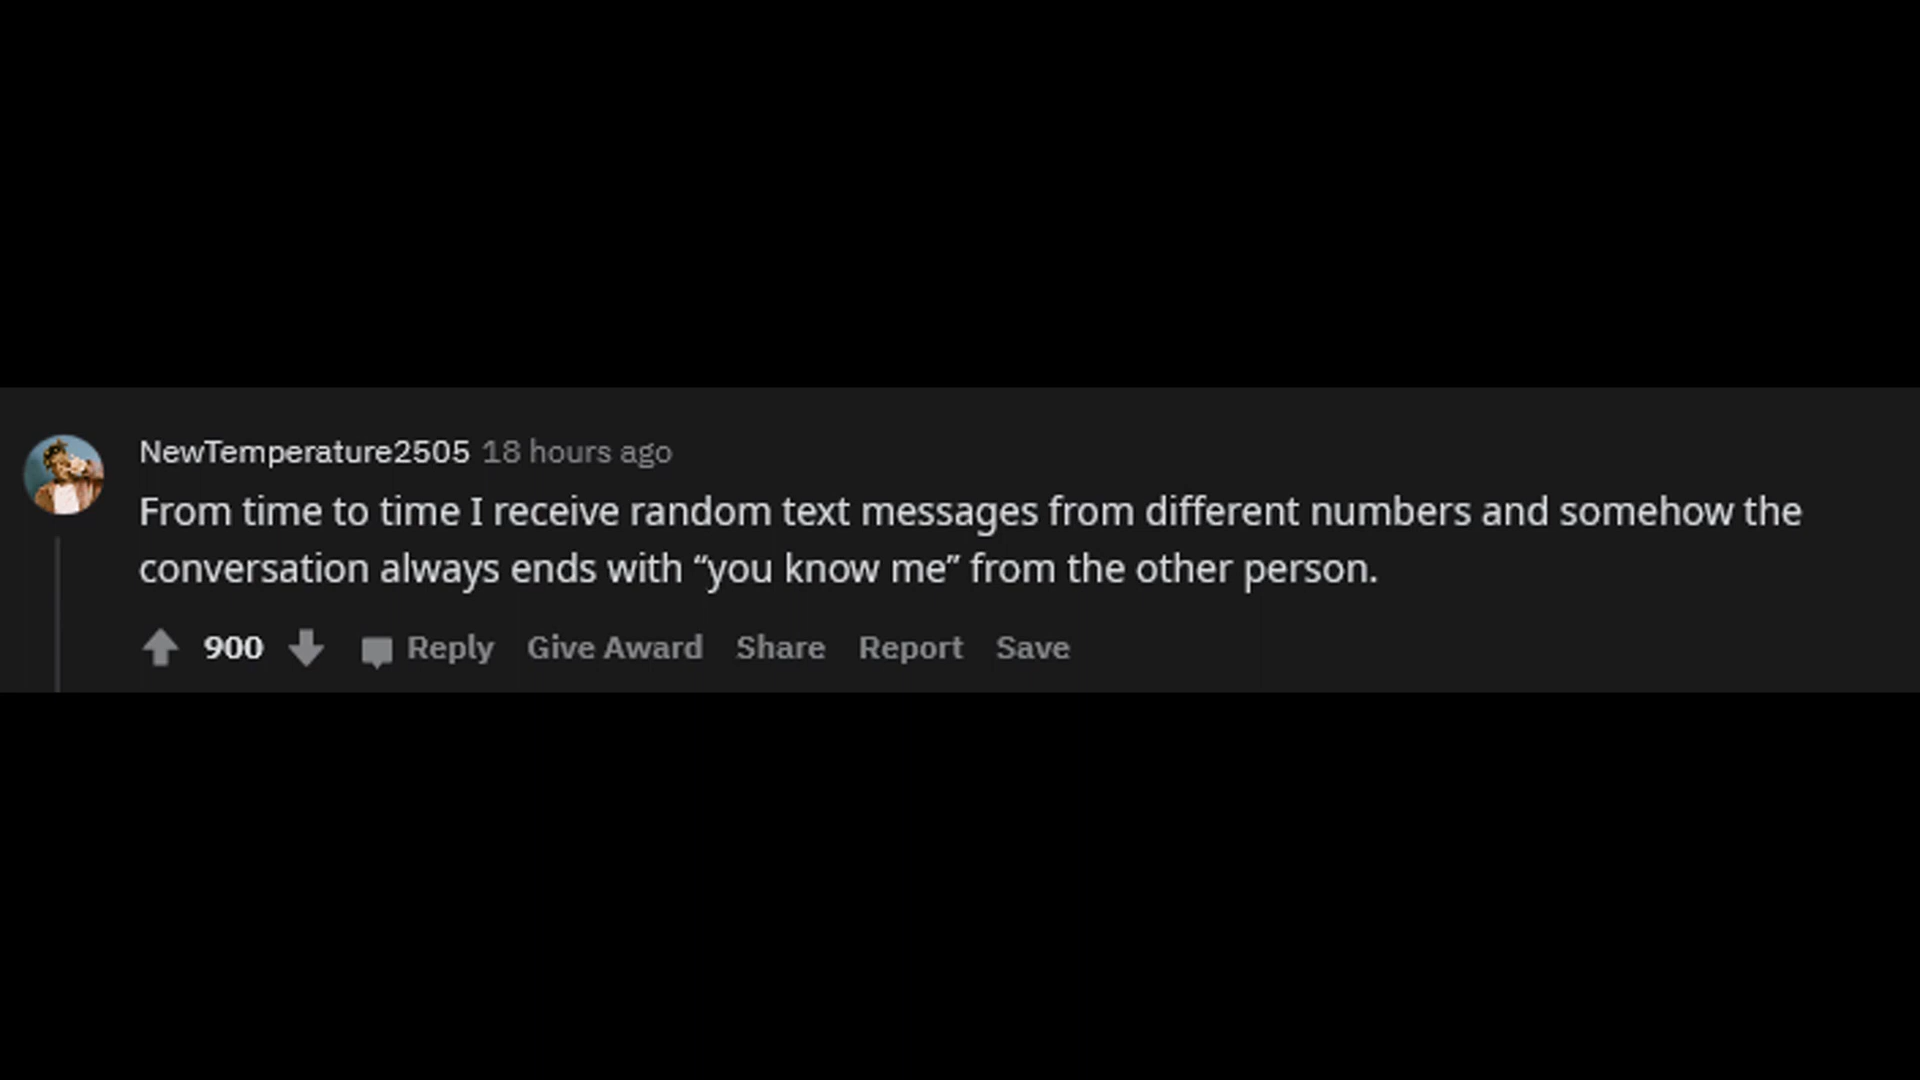 NewTemperature2505 18 hours ago
From time to time I receive random text messages from different numbers and somehow the
conversation always ends with “you know me” from the other person.
900 Reply Give Award Share Report Save